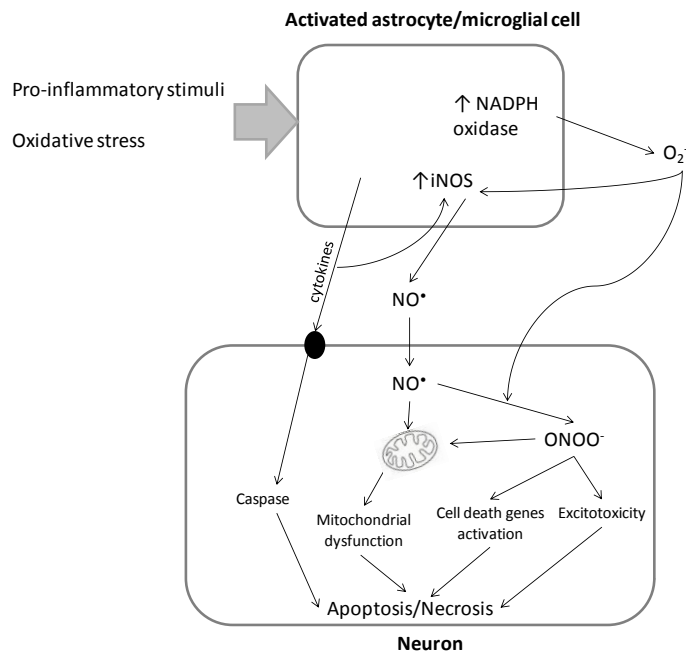 Activated astrocyte/microglial cell
Pro-inflammatory stimuli
Oxidative stress
↑ NADPH
oxidase
O₂⁻
↑iNOS
cytokines
NO•
NO•
ONOO⁻
Caspase
Mitochondrial
dysfunction
Cell death genes
activation
Excitotoxicity
Apoptosis/Necrosis
Neuron